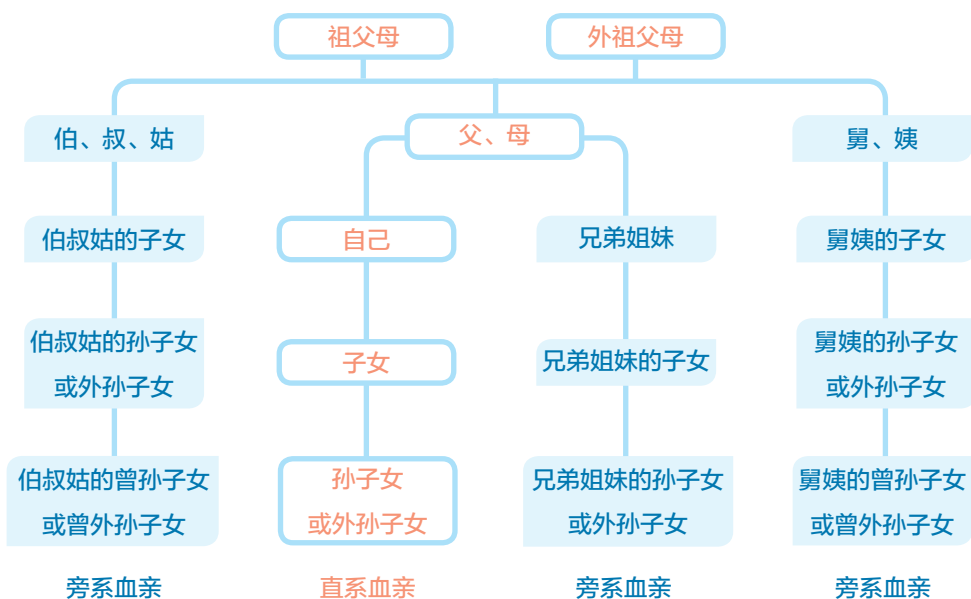 祖父母
外祖父母
伯、叔、姑
父、母
舅、姨
伯叔姑的子女
自己
兄弟姐妹
舅姨的子女
伯叔姑的孙子女
或外孙子女
子女
兄弟姐妹的子女
舅姨的孙子女
或外孙子女
伯叔姑的曾孙子女
或曾外孙子女
孙子女
或外孙子女
兄弟姐妹的孙子女
或外孙子女
舅姨的曾孙子女
或曾外孙子女
旁系血亲
直系血亲
旁系血亲
旁系血亲